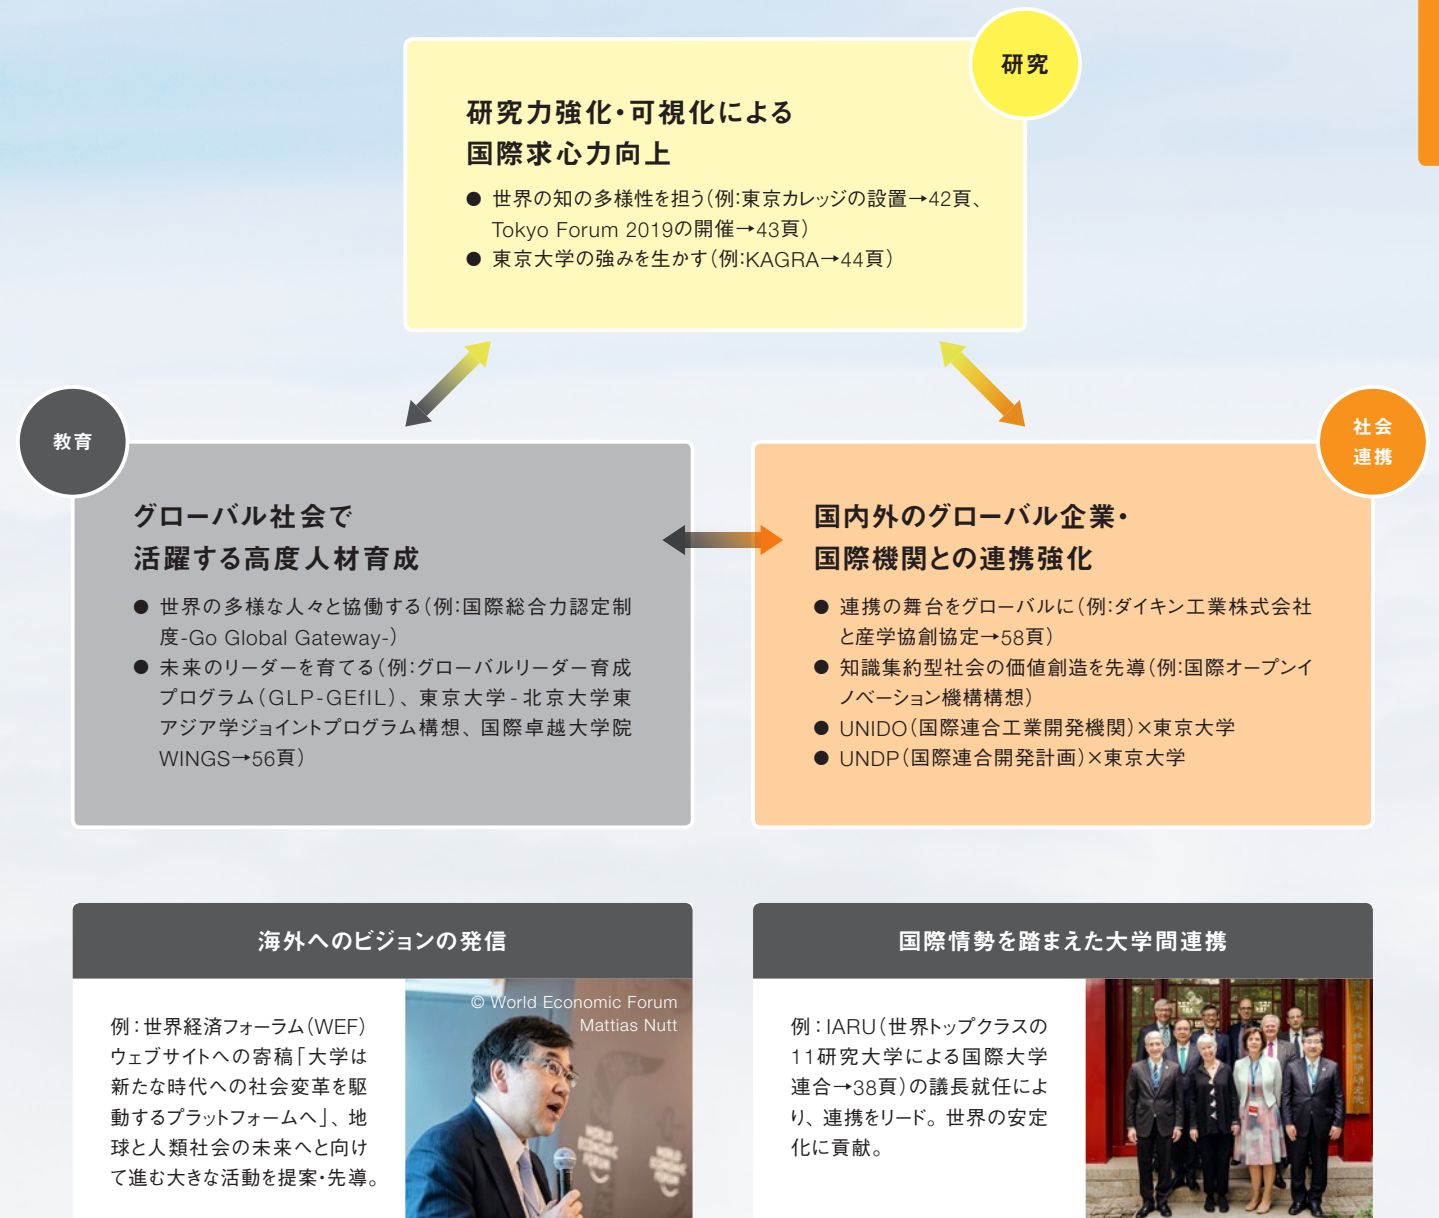 研究
研究力強化・可視化による
国際求心力向上
● 世界の知の多様性を担う（例：東京カレッジの設置→42頁、
Tokyo Forum 2019の開催→43頁）
● 東京大学の強みを生かす（例：KAGRA→44頁）
教育
グローバル社会で
活躍する高度人材育成
● 世界の多様な人々と協働する（例：国際総合力認定制
度-Go Global Gateway-）
● 未来のリーダーを育てる（例：グローバルリーダー育成
プログラム（GLP-GEfIL）、東京大学-北京大学東
アジア学ジョイントプログラム構想、国際卓越大学院
WINGS→56頁）
社会
連携
国内外のグローバル企業・
国際機関との連携強化
● 連携の舞台をグローバルに（例：ダイキン工業株式会社
と産学協創協定→58頁）
● 知識集約型社会の価値創造を先導（例：国際オープンイ
ノベーション機構構想）
● UNIDO（国際連合工業開発機関）×東京大学
● UNDP（国際連合開発計画）×東京大学
海外へのビジョンの発信
例：世界経済フォーラム（WEF）
ウェブサイトへの寄稿「大学は
新たな時代への社会変革を駆
動するプラットフォームへ」、地
球と人類社会の未来へと向け
て進む大きな活動を提案・先導。
© World Economic Forum
Mattias Nutt
WORLD
ECONOMIC
FORUM
WORLD
ECONOMIC
FORUM
国際情勢を踏まえた大学間連携
例：IARU（世界トップクラスの
11研究大学による国際大学
連合→38頁）の議長就任によ
り、連携をリード。世界の安定
化に貢献。